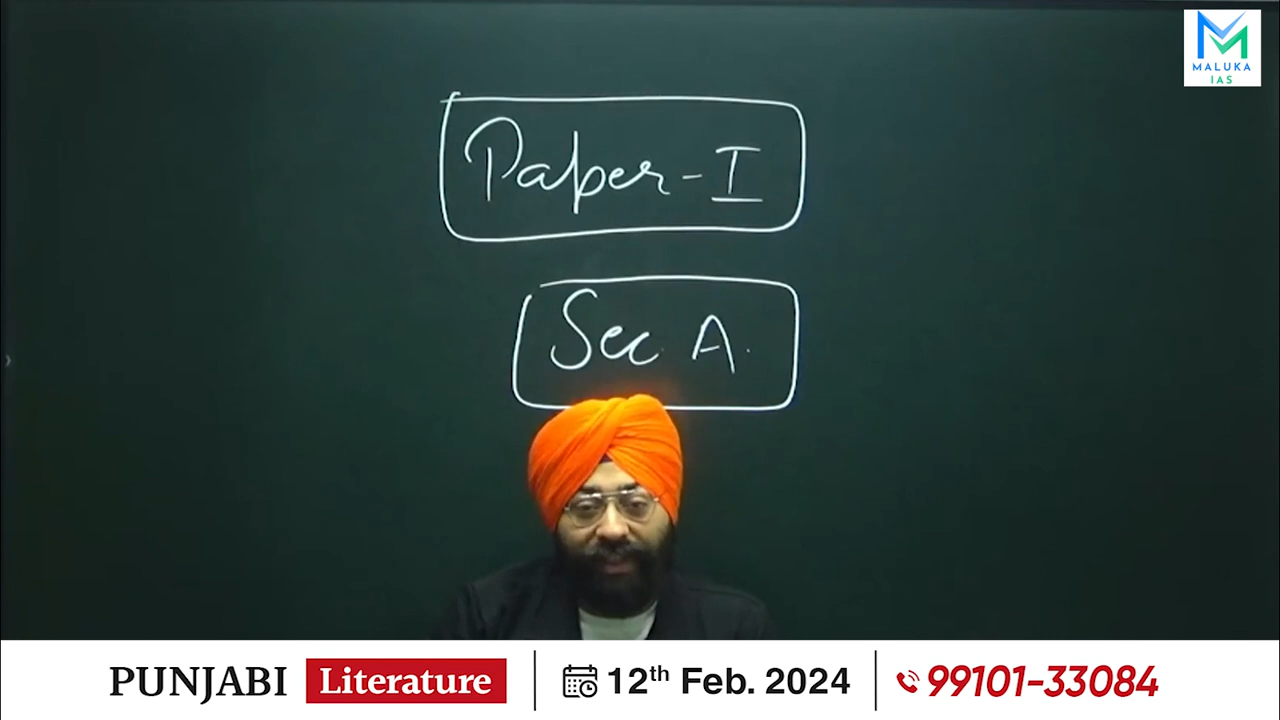 MALUKA
IAS
Paper-I
Sec A.
PUNJABI Literature 12th Feb. 2024 99101-33084